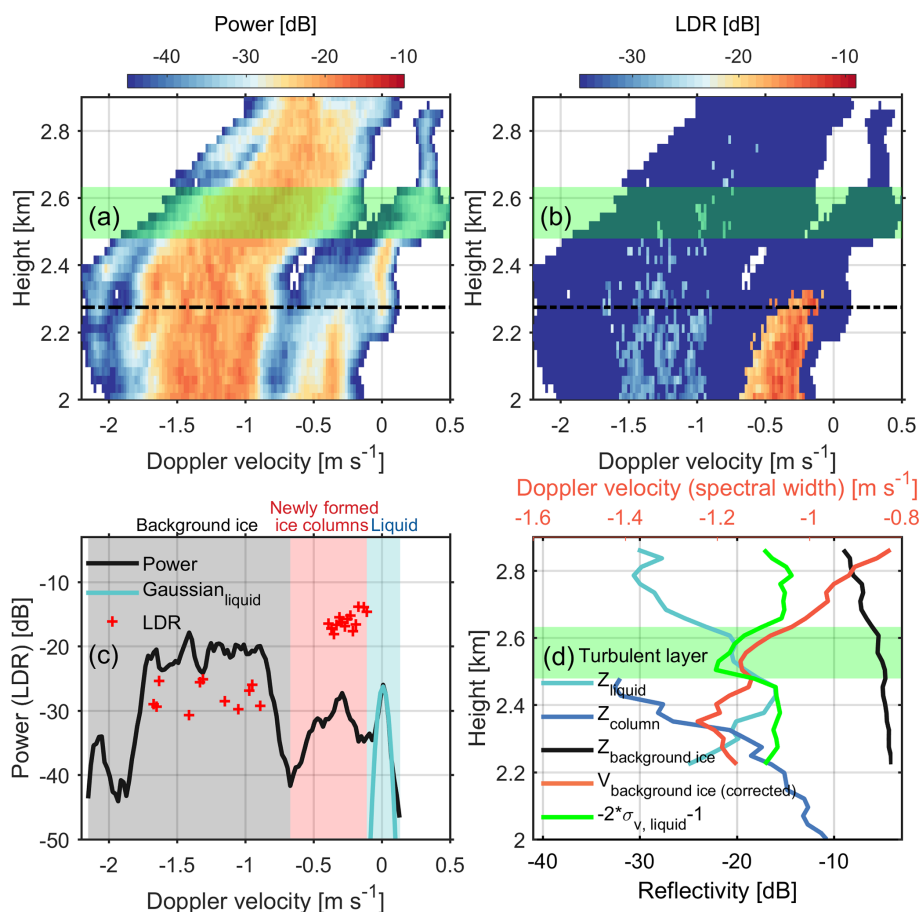 Power [dB]
-40 -30 -20 -10
LDR [dB]
-30 -20 -10
Height [km]
2.8
2.6
2.4
2.2
2
(a)
-2 -1.5 -1 -0.5 0 0.5
Doppler velocity [m s-1]
Height [km]
2.8
2.6
2.4
2.2
2
(b)
-2 -1.5 -1 -0.5 0 0.5
Doppler velocity [m s-1]
Background ice
Newly formed
ice columns
Liquid
Power (LDR) [dB]
-10
-20
-30
-40
-50
Power
Gaussianliquid
LDR
(c)
-2 -1.5 -1 -0.5 0
Doppler velocity [m s-1]
Doppler velocity (spectral width) [m s-1]
-1.6 -1.4 -1.2 -1 -0.8
Height [km]
2.8
2.6
2.4
2.2
2
(d)
Turbulent layer
Zliquid
Zcolumn
Zbackground ice
Vbackground ice (corrected)
-2*σv, liquid-1
-40 -30 -20 -10 0
Reflectivity [dB]